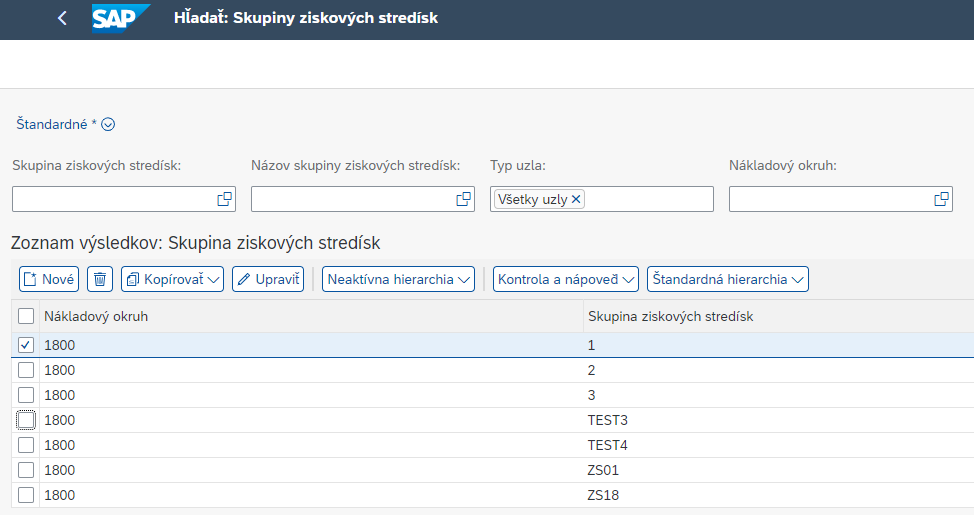 SAP Hľadať: Skupiny ziskových stredísk
Štandardné *
Skupina ziskových stredísk: Názov skupiny ziskových stredísk: Typ uzla: Nákladový okruh:
Všetky uzly
Zoznam výsledkov: Skupina ziskových stredísk
Nové Kopírovať Upraviť Neaktívna hierarchia Kontrola a nápoveď Štandardná hierarchia
Nákladový okruh Skupina ziskových stredísk
1800 1
1800 2
1800 3
1800 TEST3
1800 TEST4
1800 ZS01
1800 ZS18